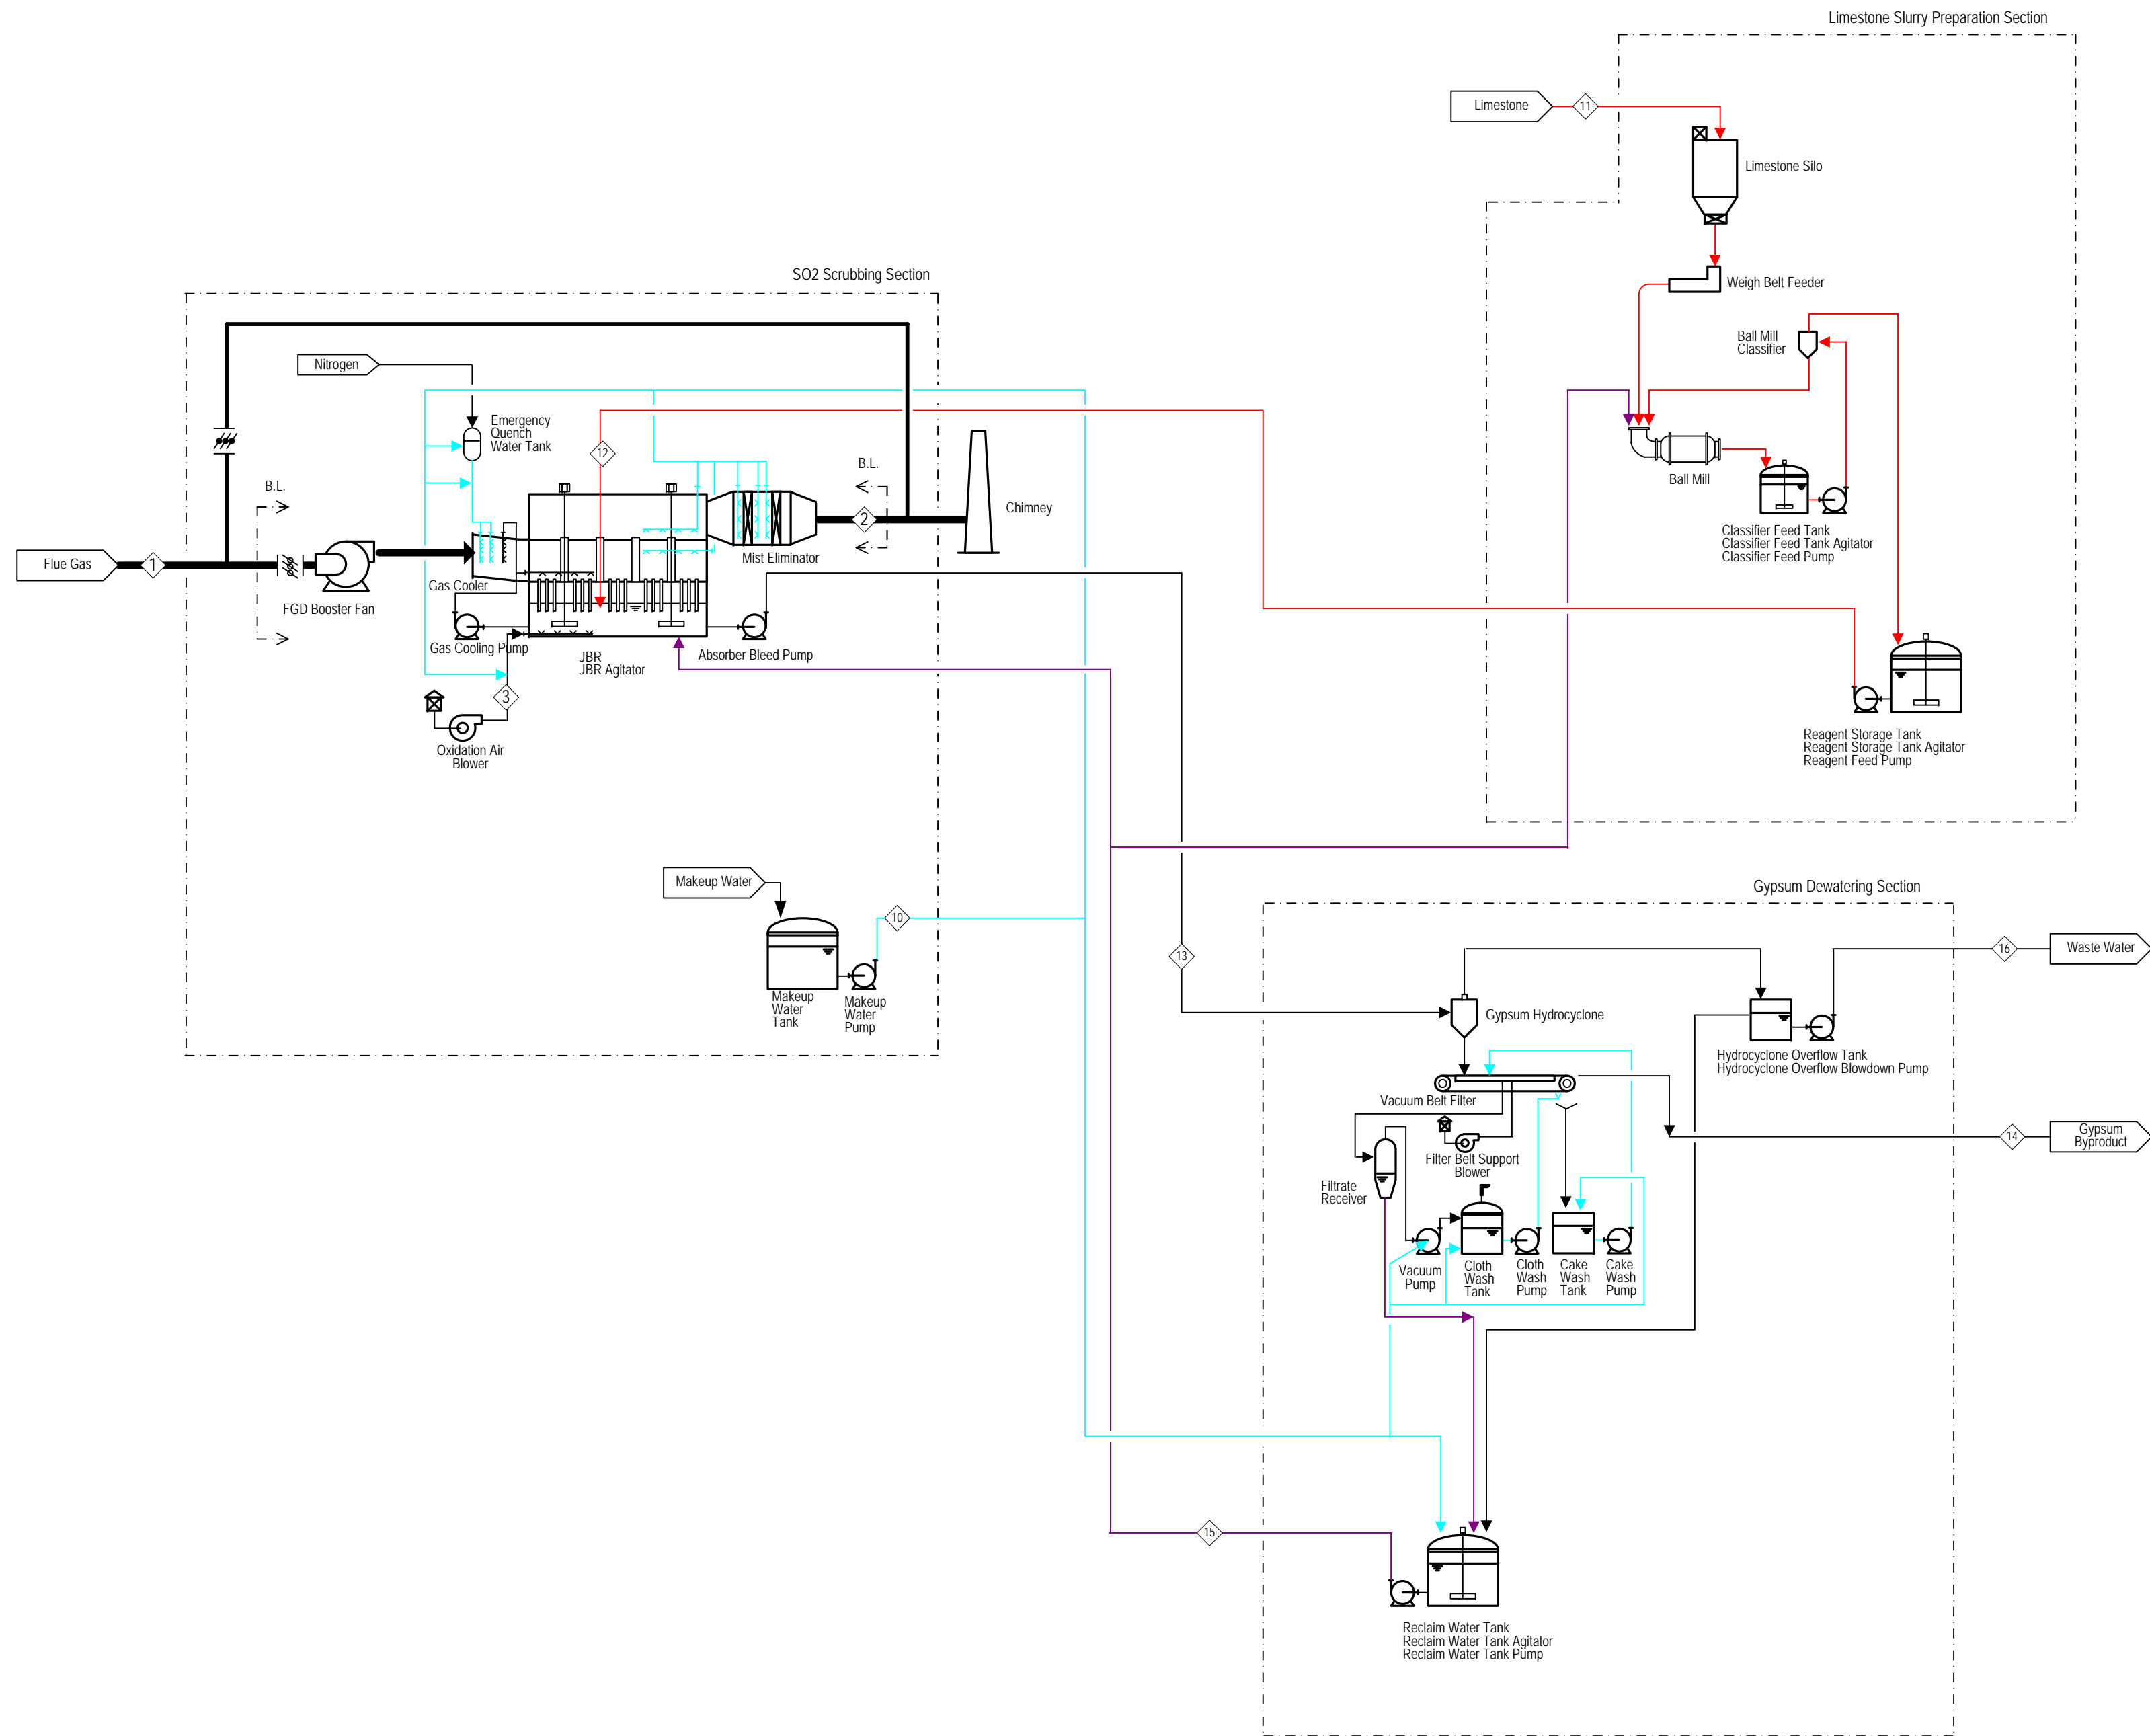 Limestone Slurry Preparation Section
Limestone
11
Limestone Silo
Weigh Belt Feeder
Ball Mill
Classifier
Ball Mill
Classifier Feed Tank
Classifier Feed Tank Agitator
Classifier Feed Pump
Reagent Storage Tank
Reagent Storage Tank Agitator
Reagent Feed Pump
SO2 Scrubbing Section
Nitrogen
Emergency
Quench
Water Tank
12
B.L.
B.L.
2
Chimney
Flue Gas
1
FGD Booster Fan
Gas Cooler
Mist Eliminator
Gas Cooling Pump
JBR
JBR Agitator
Absorber Bleed Pump
3
Oxidation Air
Blower
Makeup Water
10
Makeup
Water
Tank
Makeup
Water
Pump
13
Gypsum Dewatering Section
16
Waste Water
Gypsum Hydrocyclone
Hydrocyclone Overflow Tank
Hydrocyclone Overflow Blowdown Pump
Vacuum Belt Filter
14
Gypsum
Byproduct
Filter Belt Support
Blower
Filtrate
Receiver
Vacuum
Pump
Cloth
Wash
Tank
Cloth
Wash
Pump
Cake
Wash
Tank
Cake
Wash
Pump
15
Reclaim Water Tank
Reclaim Water Tank Agitator
Reclaim Water Tank Pump